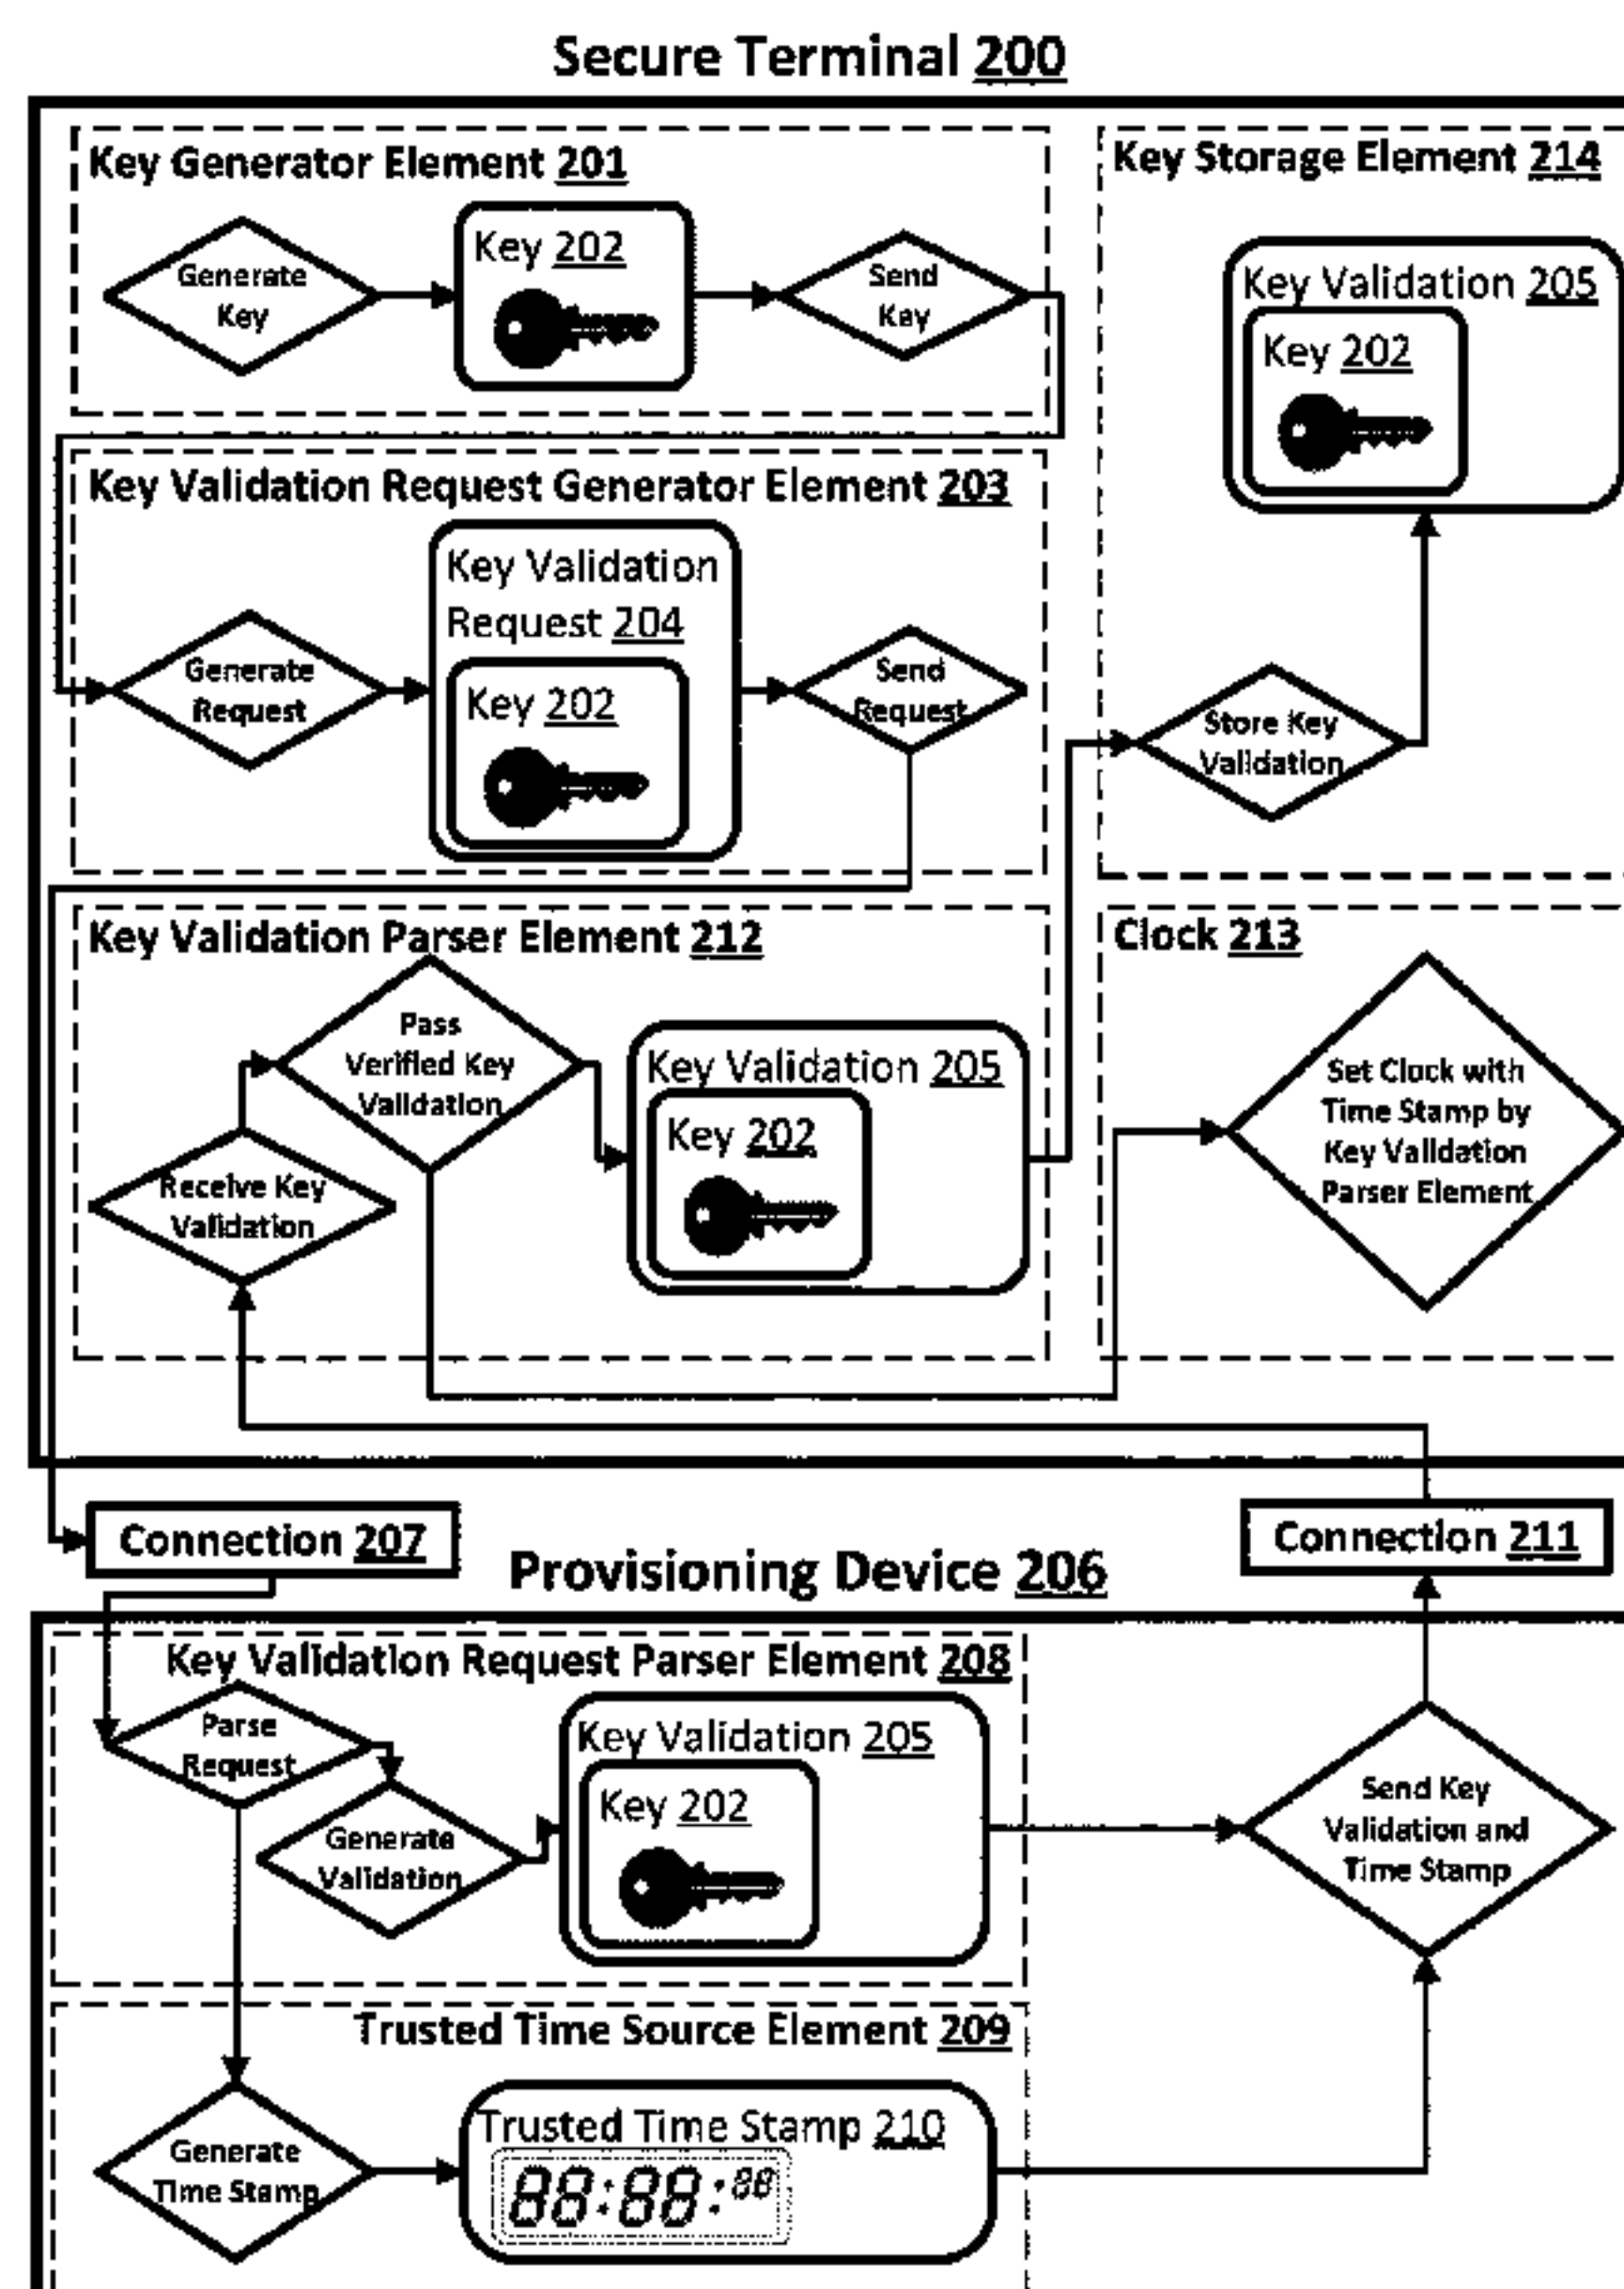 Secure Terminal 200
Key Generator Element 201
Generate
Key
Key 202
Send
Key
Key Storage Element 214
Key Validation 205
Key 202
Key Validation Request Generator Element 203
Generate
Request
Key Validation
Request 204
Key 202
Send
Request
Store Key
Validation
Key Validation Parser Element 212
Pass
Verified Key
Validation
Receive Key
Validation
Key Validation 205
Key 202
Clock 213
Set Clock with
Time Stamp by
Key Validation
Parser Element
Connection 207
Connection 211
Provisioning Device 206
Key Validation Request Parser Element 208
Parse
Request
Generate
Validation
Key Validation 205
Key 202
Send Key
Validation and
Time Stamp
Trusted Time Source Element 209
Generate
Time Stamp
Trusted Time Stamp 210
88:88:88